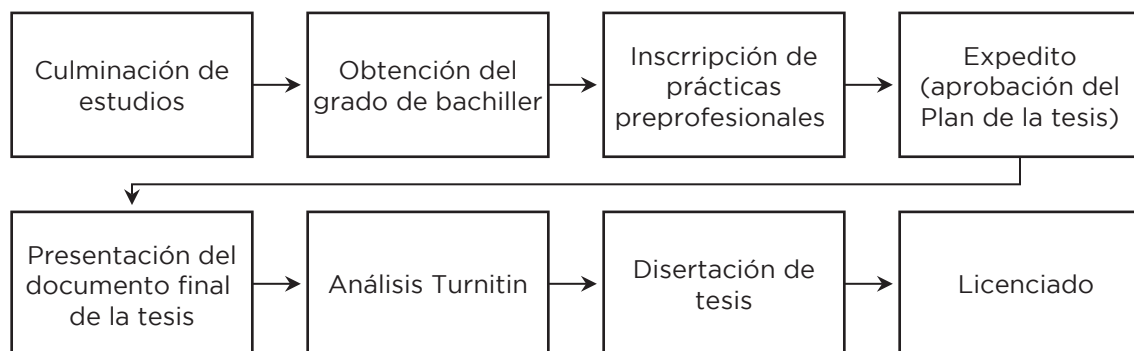 Culminación de
estudios
Obtención del
grado de bachiller
Inscrripción de
prácticas
preprofesionales
Expedito
(aprobación del
Plan de la tesis)
Presentación del
documento final
de la tesis
Análisis Turnitin
Disertación de
tesis
Licenciado